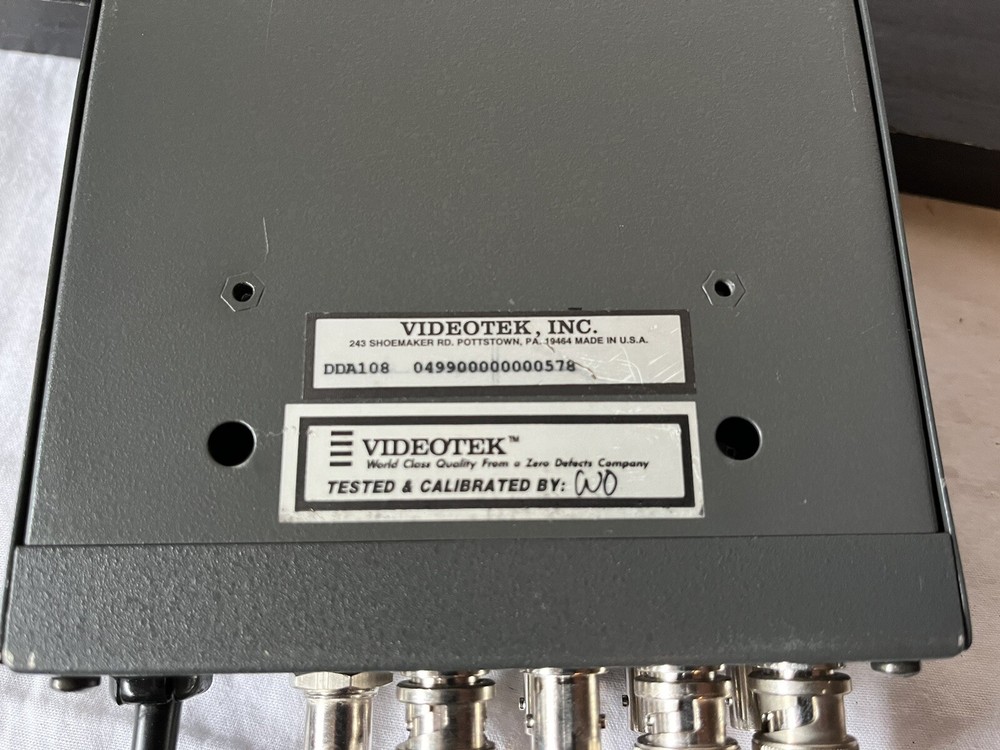 VIDEOTEK, INC.
243 SHOEMAKER RD. POTTSTOWN, PA. 19464 MADE IN U.S.A.
DDA108 049900000000578
VIDEOTEK™
World Class Quality From a Zero Defects Company
TESTED & CALIBRATED BY: WO